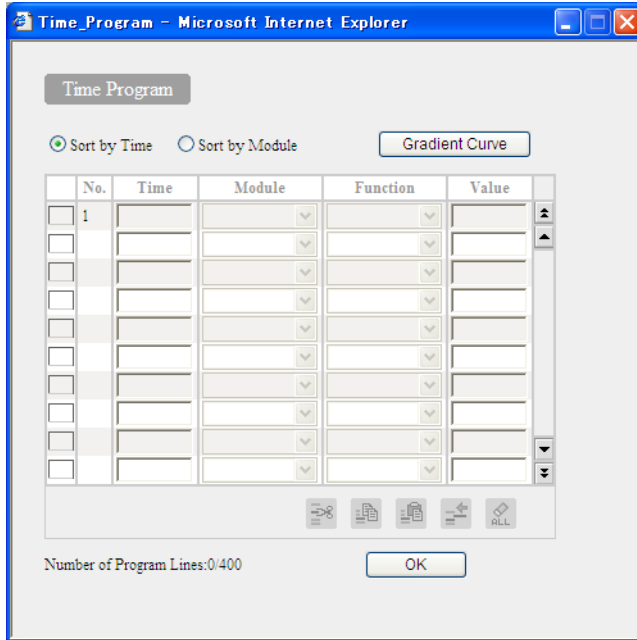 Time_Program - Microsoft Internet Explorer
Time Program
Sort by Time Sort by Module Gradient Curve
No. Time Module Function Value
1
ALL
Number of Program Lines:0/400 OK